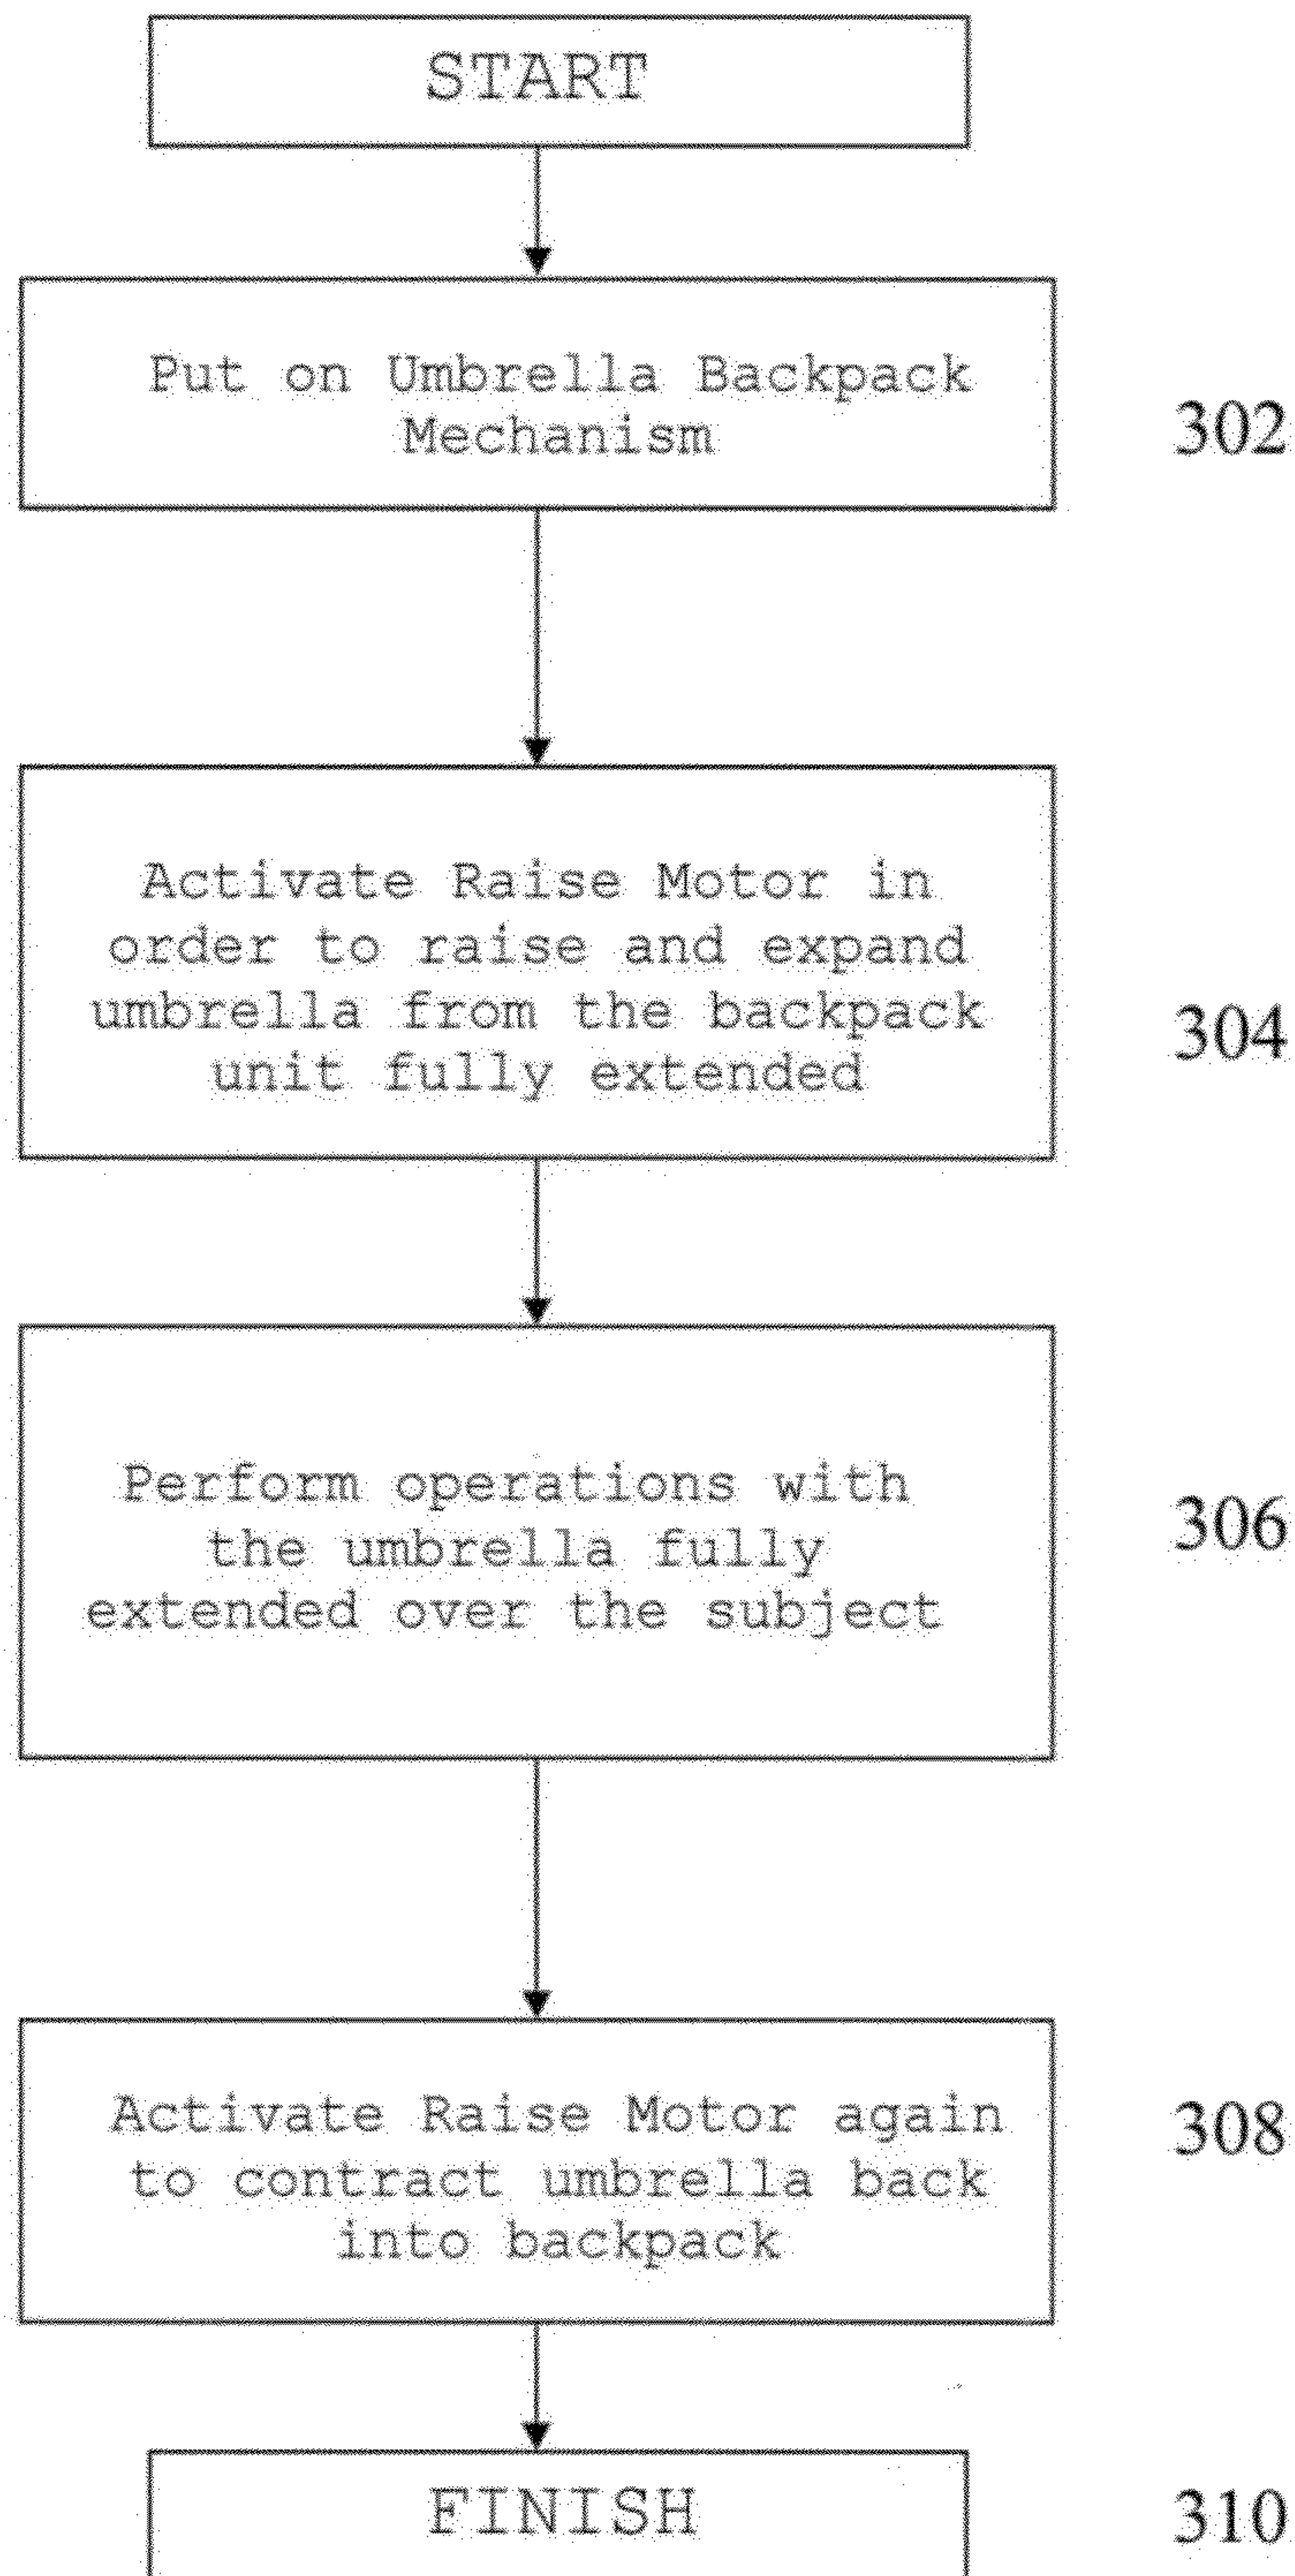 START
Put on Umbrella Backpack
Mechanism
302
Activate Raise Motor in
order to raise and expand
umbrella from the backpack
unit fully extended
304
Perform operations with
the umbrella fully
extended over the subject
306
Activate Raise Motor again
to contract umbrella back
into backpack
308
FINISH
310